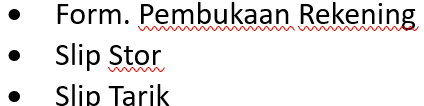 • Form. Pembukaan Rekening
• Slip Stor
• Slip Tarik